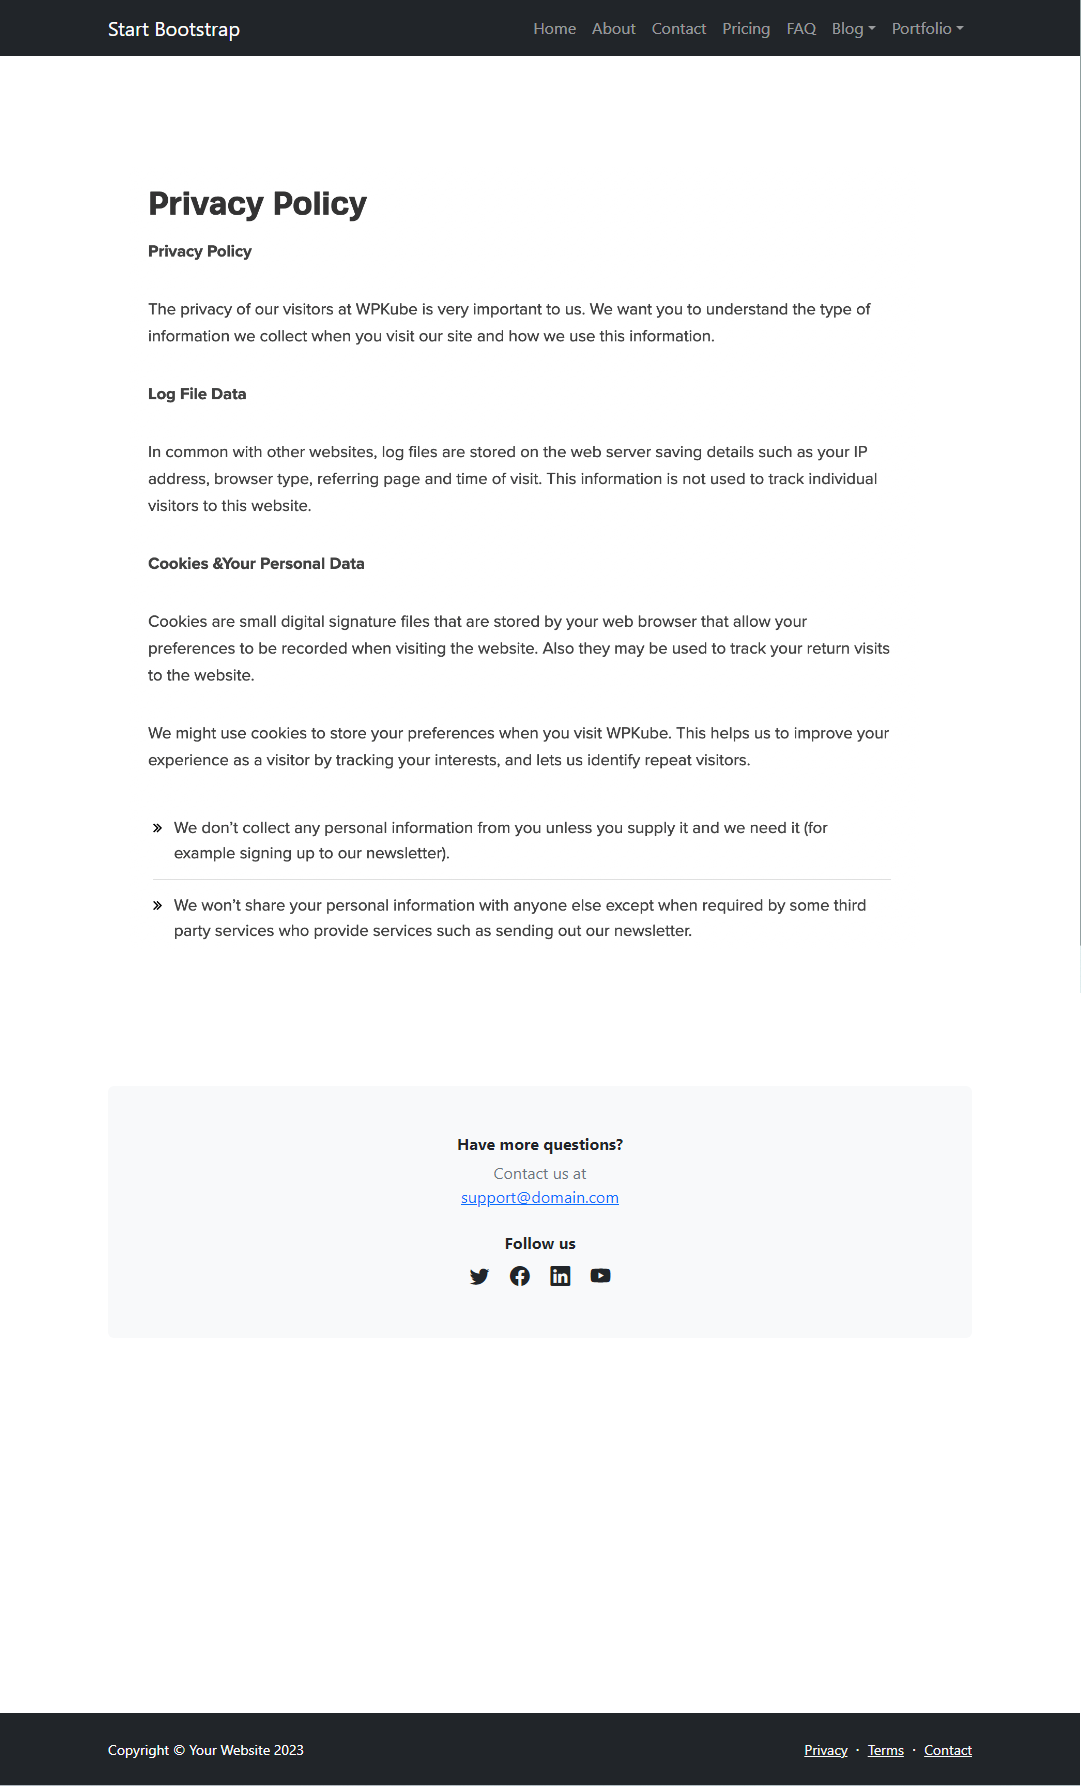 Start Bootstrap
Home About Contact Pricing FAQ Blog Portfolio
Privacy Policy
Privacy Policy
The privacy of our visitors at WPKube is very important to us. We want you to understand the type of
information we collect when you visit our site and how we use this information.
Log File Data
In common with other websites, log files are stored on the web server saving details such as your IP
address, browser type, referring page and time of visit. This information is not used to track individual
visitors to this website.
Cookies &Your Personal Data
Cookies are small digital signature files that are stored by your web browser that allow your
preferences to be recorded when visiting the website. Also they may be used to track your return visits
to the website.
We might use cookies to store your preferences when you visit WPKube. This helps us to improve your
experience as a visitor by tracking your interests, and lets us identify repeat visitors.
» We don’t collect any personal information from you unless you supply it and we need it (for
example signing up to our newsletter).
» We won’t share your personal information with anyone else except when required by some third
party services who provide services such as sending out our newsletter.
Have more questions?
Contact us at
support@domain.com
Follow us
Copyright © Your Website 2023
Privacy · Terms · Contact